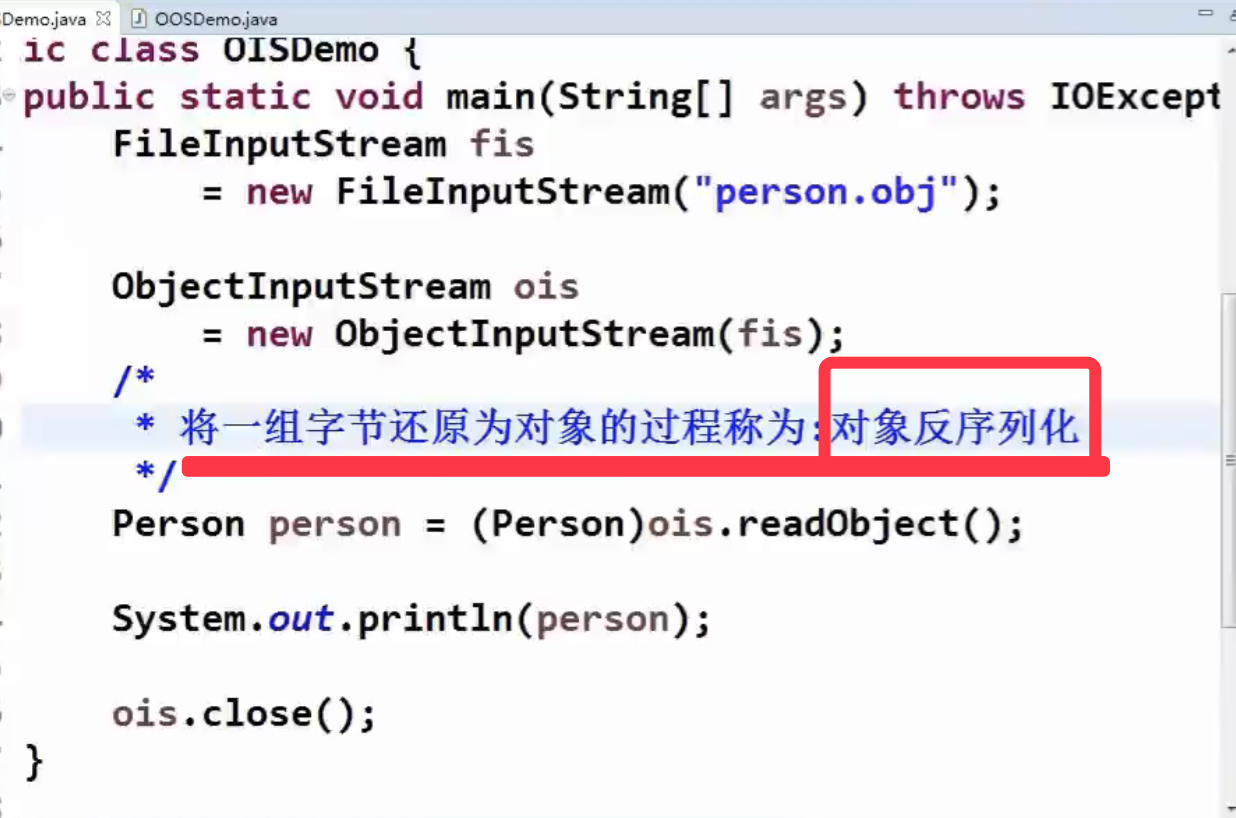 Demo.java OOSDemo.java
ic class OISDemo {
public static void main(String[] args) throws IOExcept
FileInputStream fis
= new FileInputStream("person.obj");
ObjectInputStream ois
= new ObjectInputStream(fis);
/*
* 将一组字节还原为对象的过程称为:对象反序列化
*/
Person person = (Person)ois.readObject();
System.out.println(person);
ois.close();
}